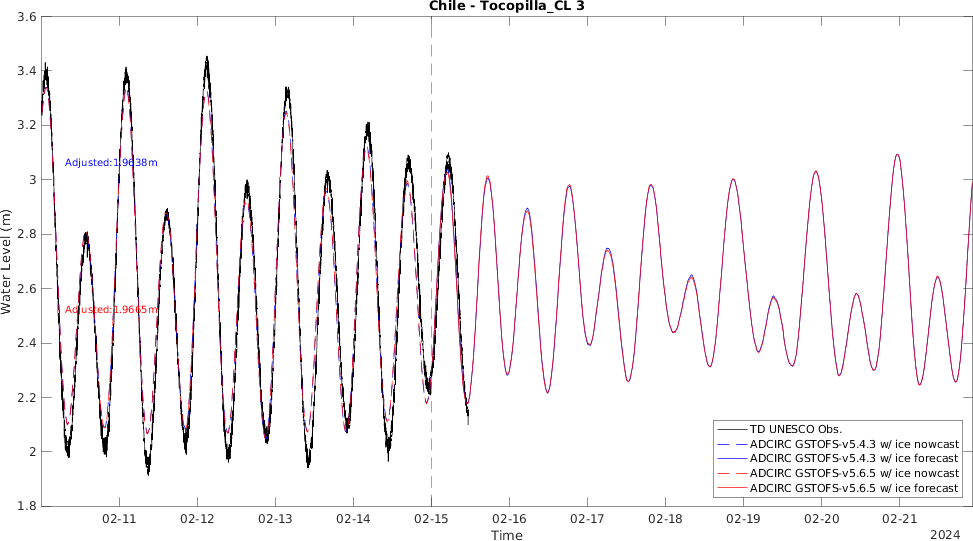 Chile - Tocopilla_CL 3
3.6
3.4
3.2
3
2.8
2.6
2.4
2.2
2
1.8
Water Level (m)
Adjusted:1.9638m
Adjusted:1.9665m
TD UNESCO Obs.
ADCIRC GSTOFS-v5.4.3 w/ ice nowcast
ADCIRC GSTOFS-v5.4.3 w/ ice forecast
ADCIRC GSTOFS-v5.6.5 w/ ice nowcast
ADCIRC GSTOFS-v5.6.5 w/ ice forecast
02-11 02-12 02-13 02-14 02-15 02-16 02-17 02-18 02-19 02-20 02-21
Time
2024